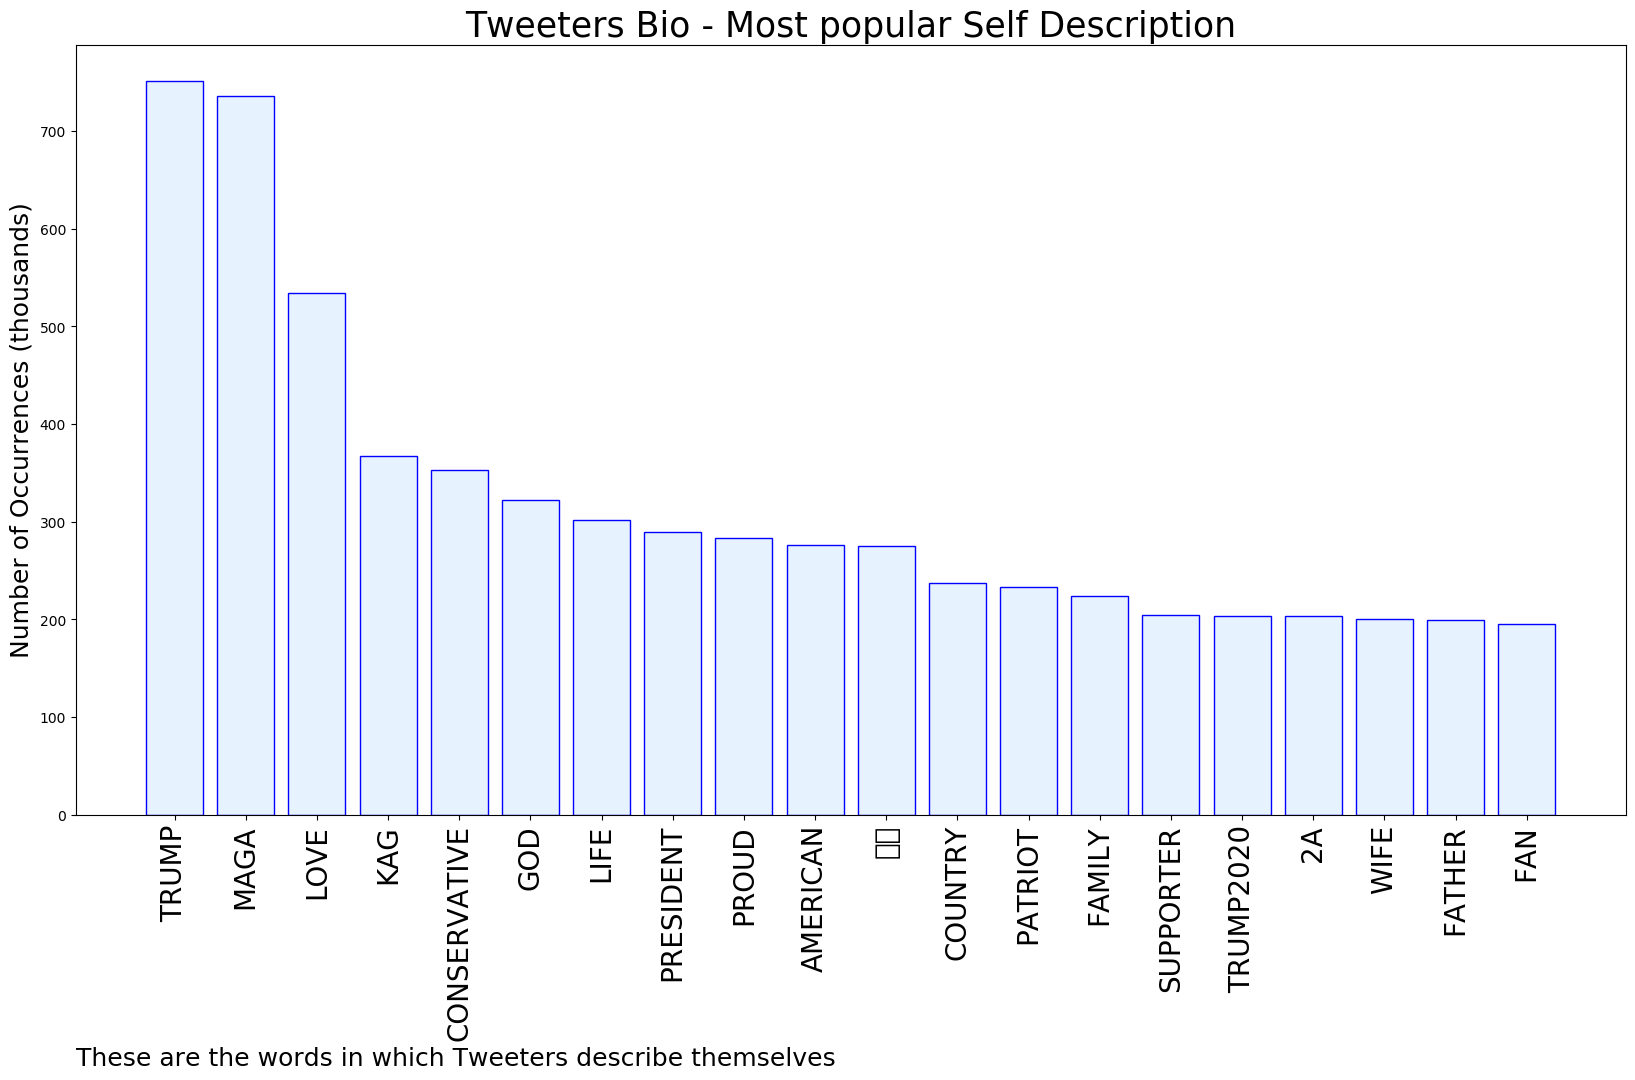 Tweeters Bio - Most popular Self Description
Number of Occurrences (thousands)
700
600
500
400
300
200
100
0
TRUMP
MAGA
LOVE
KAG
CONSERVATIVE
GOD
LIFE
PRESIDENT
PROUD
AMERICAN
COUNTRY
PATRIOT
FAMILY
SUPPORTER
TRUMP2020
2A
WIFE
FATHER
FAN
These are the words in which Tweeters describe themselves